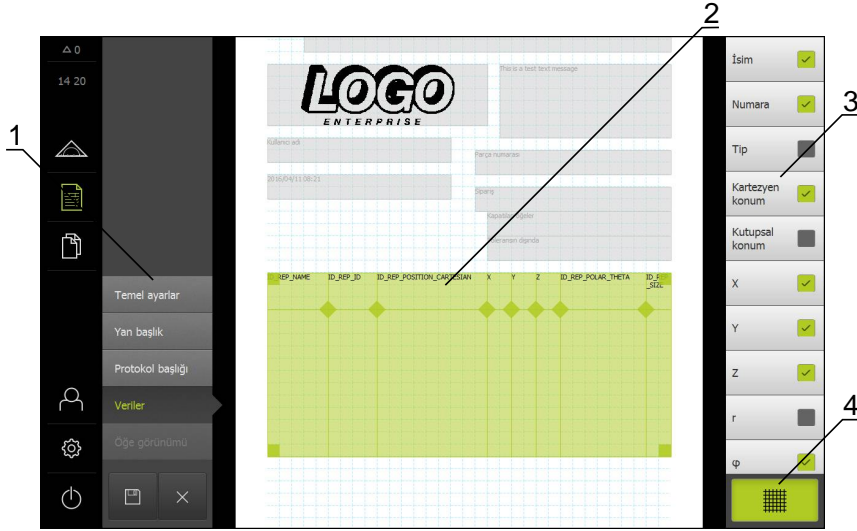 1
2
3
4
0
14 20
Temel ayarlar
Yan başlık
Protokol başlığı
Veriler
Öğe görünümü
LOGO
ENTERPRISE
This is a test text message
Kullanıcı adı
Parça numarası
2016/04/11:08:21
Sipariş
ID_REP_ID
ID_REP_POSITION_CARTESIAN
X
Y
Z
ID_REP_POLAR_THETA
İsim
Numara
Tip
Kartezyen
konum
Kutupsal
konum
X
Y
Z
r
φ